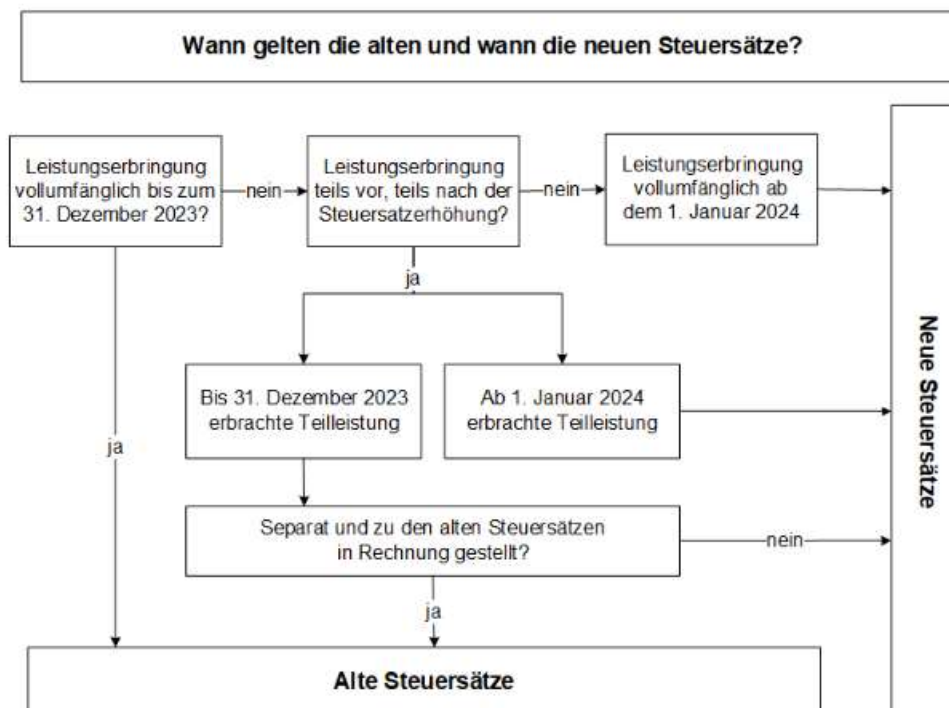 Wann gelten die alten und wann die neuen Steuersätze?
Leistungserbringung
vollumfänglich bis zum
31. Dezember 2023?
nein
Leistungserbringung
teils vor, teils nach der
Steuersatzerhöhung?
nein
Leistungserbringung
vollumfänglich ab
dem 1. Januar 2024
ja
Bis 31. Dezember 2023
erbrachte Teilleistung
Ab 1. Januar 2024
erbrachte Teilleistung
ja
Separat und zu den alten Steuersätzen
in Rechnung gestellt?
nein
ja
Alte Steuersätze
Neue Steuersätze